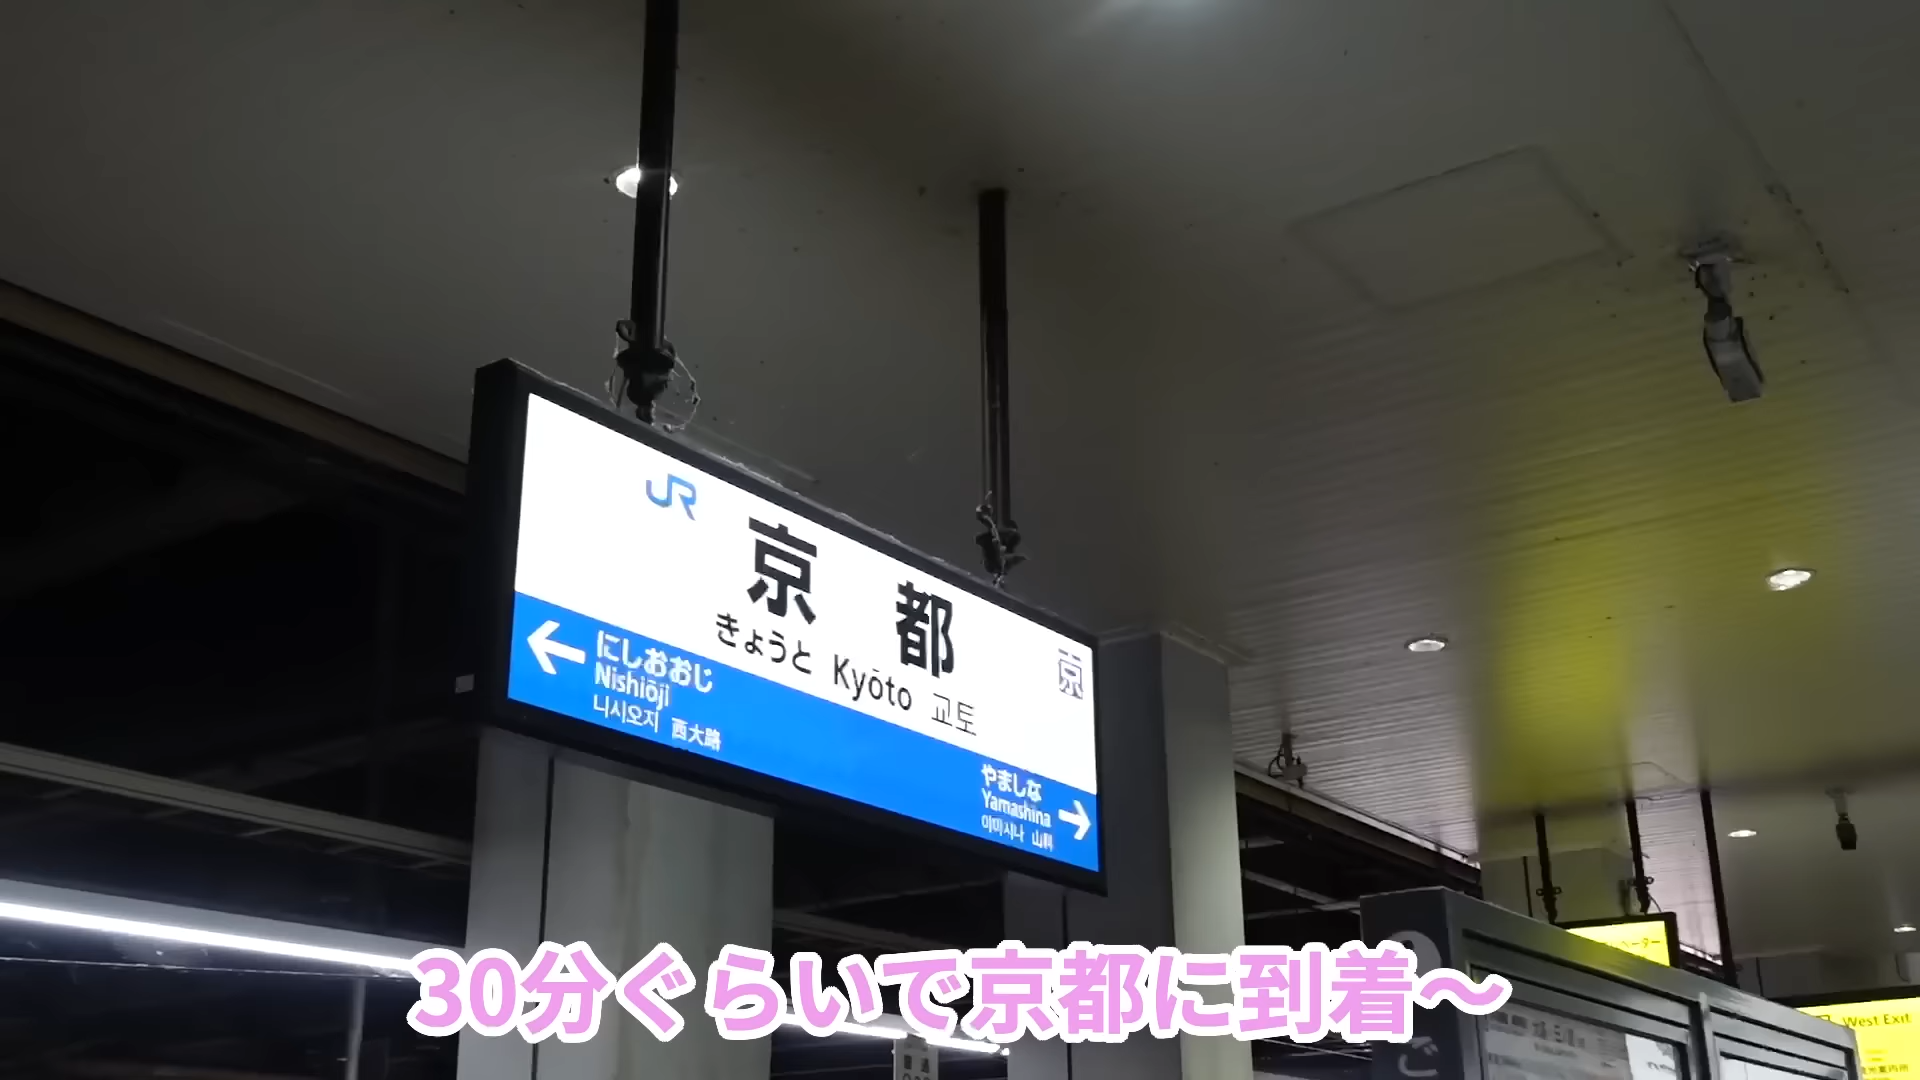 JR
京都
きょうと Kyōto 교토
京
にしおおじ
Nishiōji
니시오지 西大路
やましな
Yamashina
야마시나 山科
West Exit
30分ぐらいで京都に到着〜